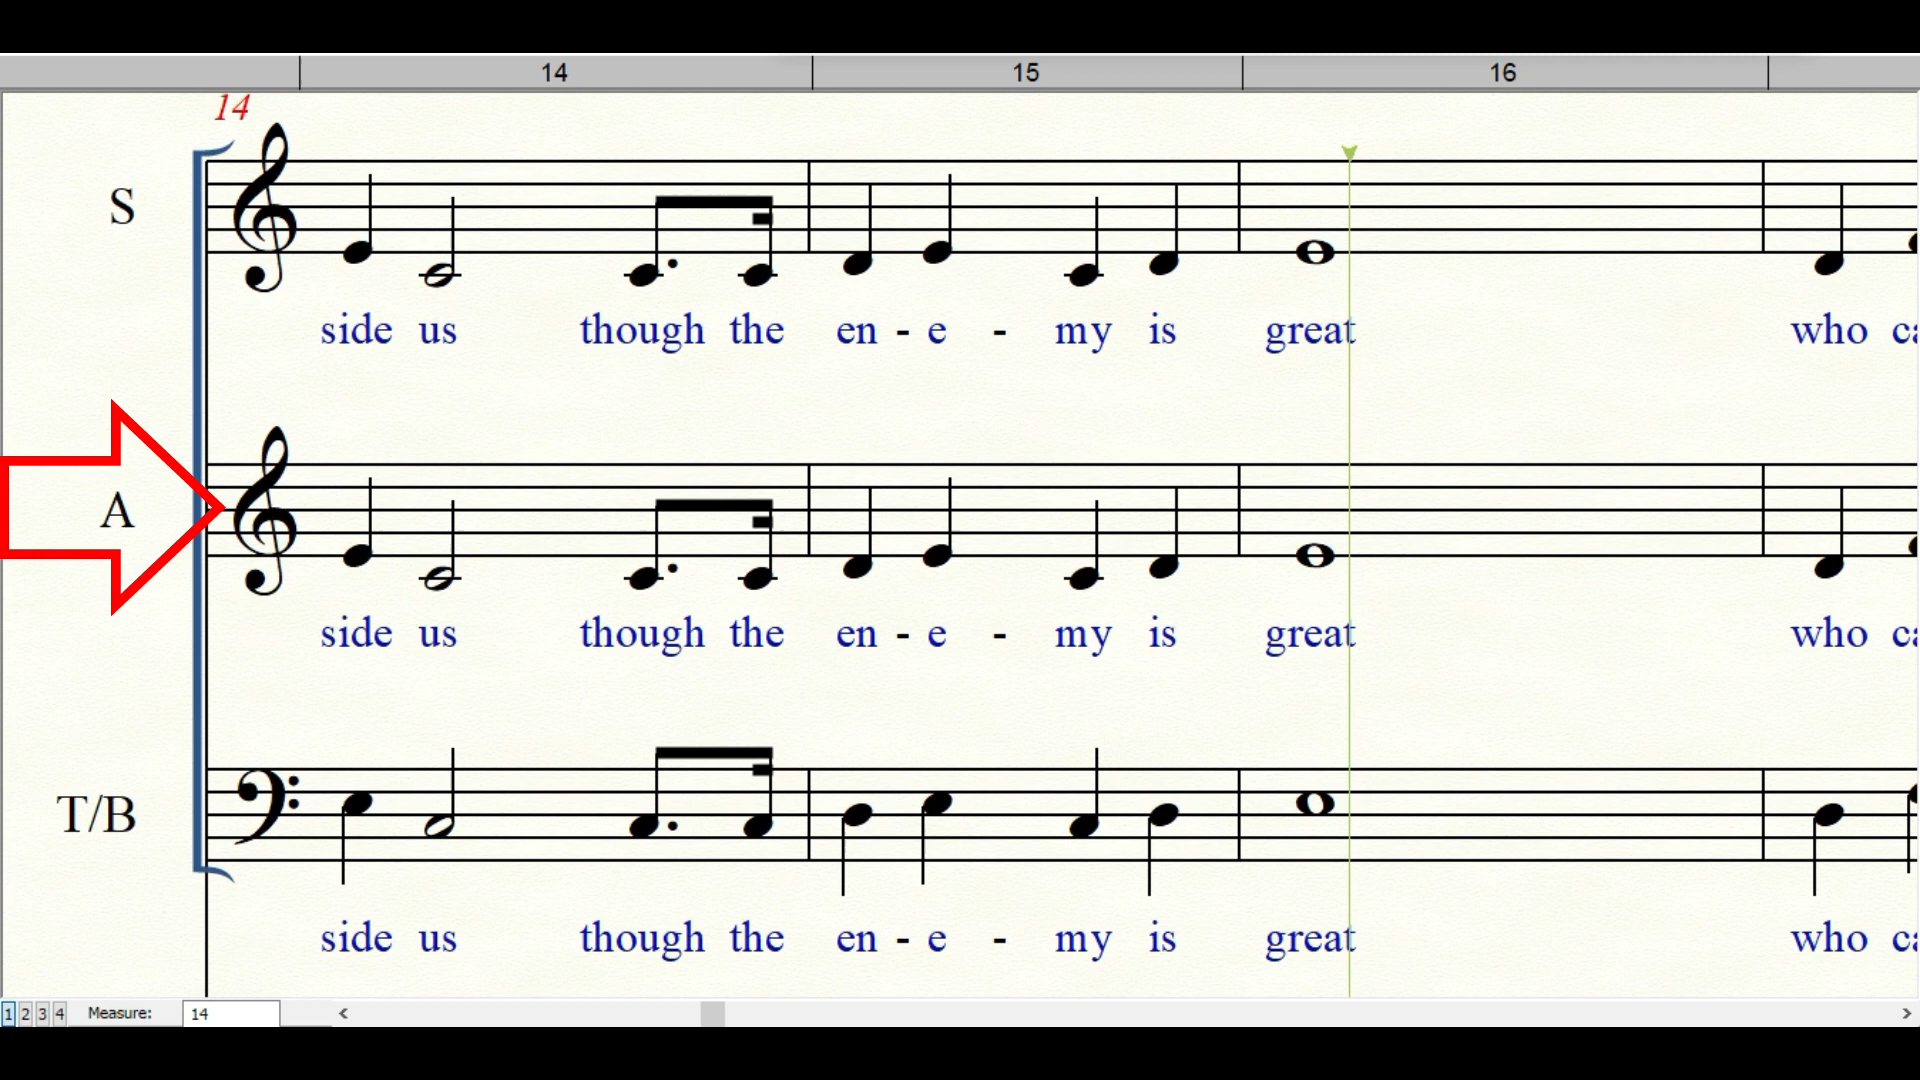 14 15 16
14
S
side us though the en - e - my is great who ca
A
side us though the en - e - my is great who ca
T/B
side us though the en - e - my is great who ca
1 2 3 4 Measure: 14